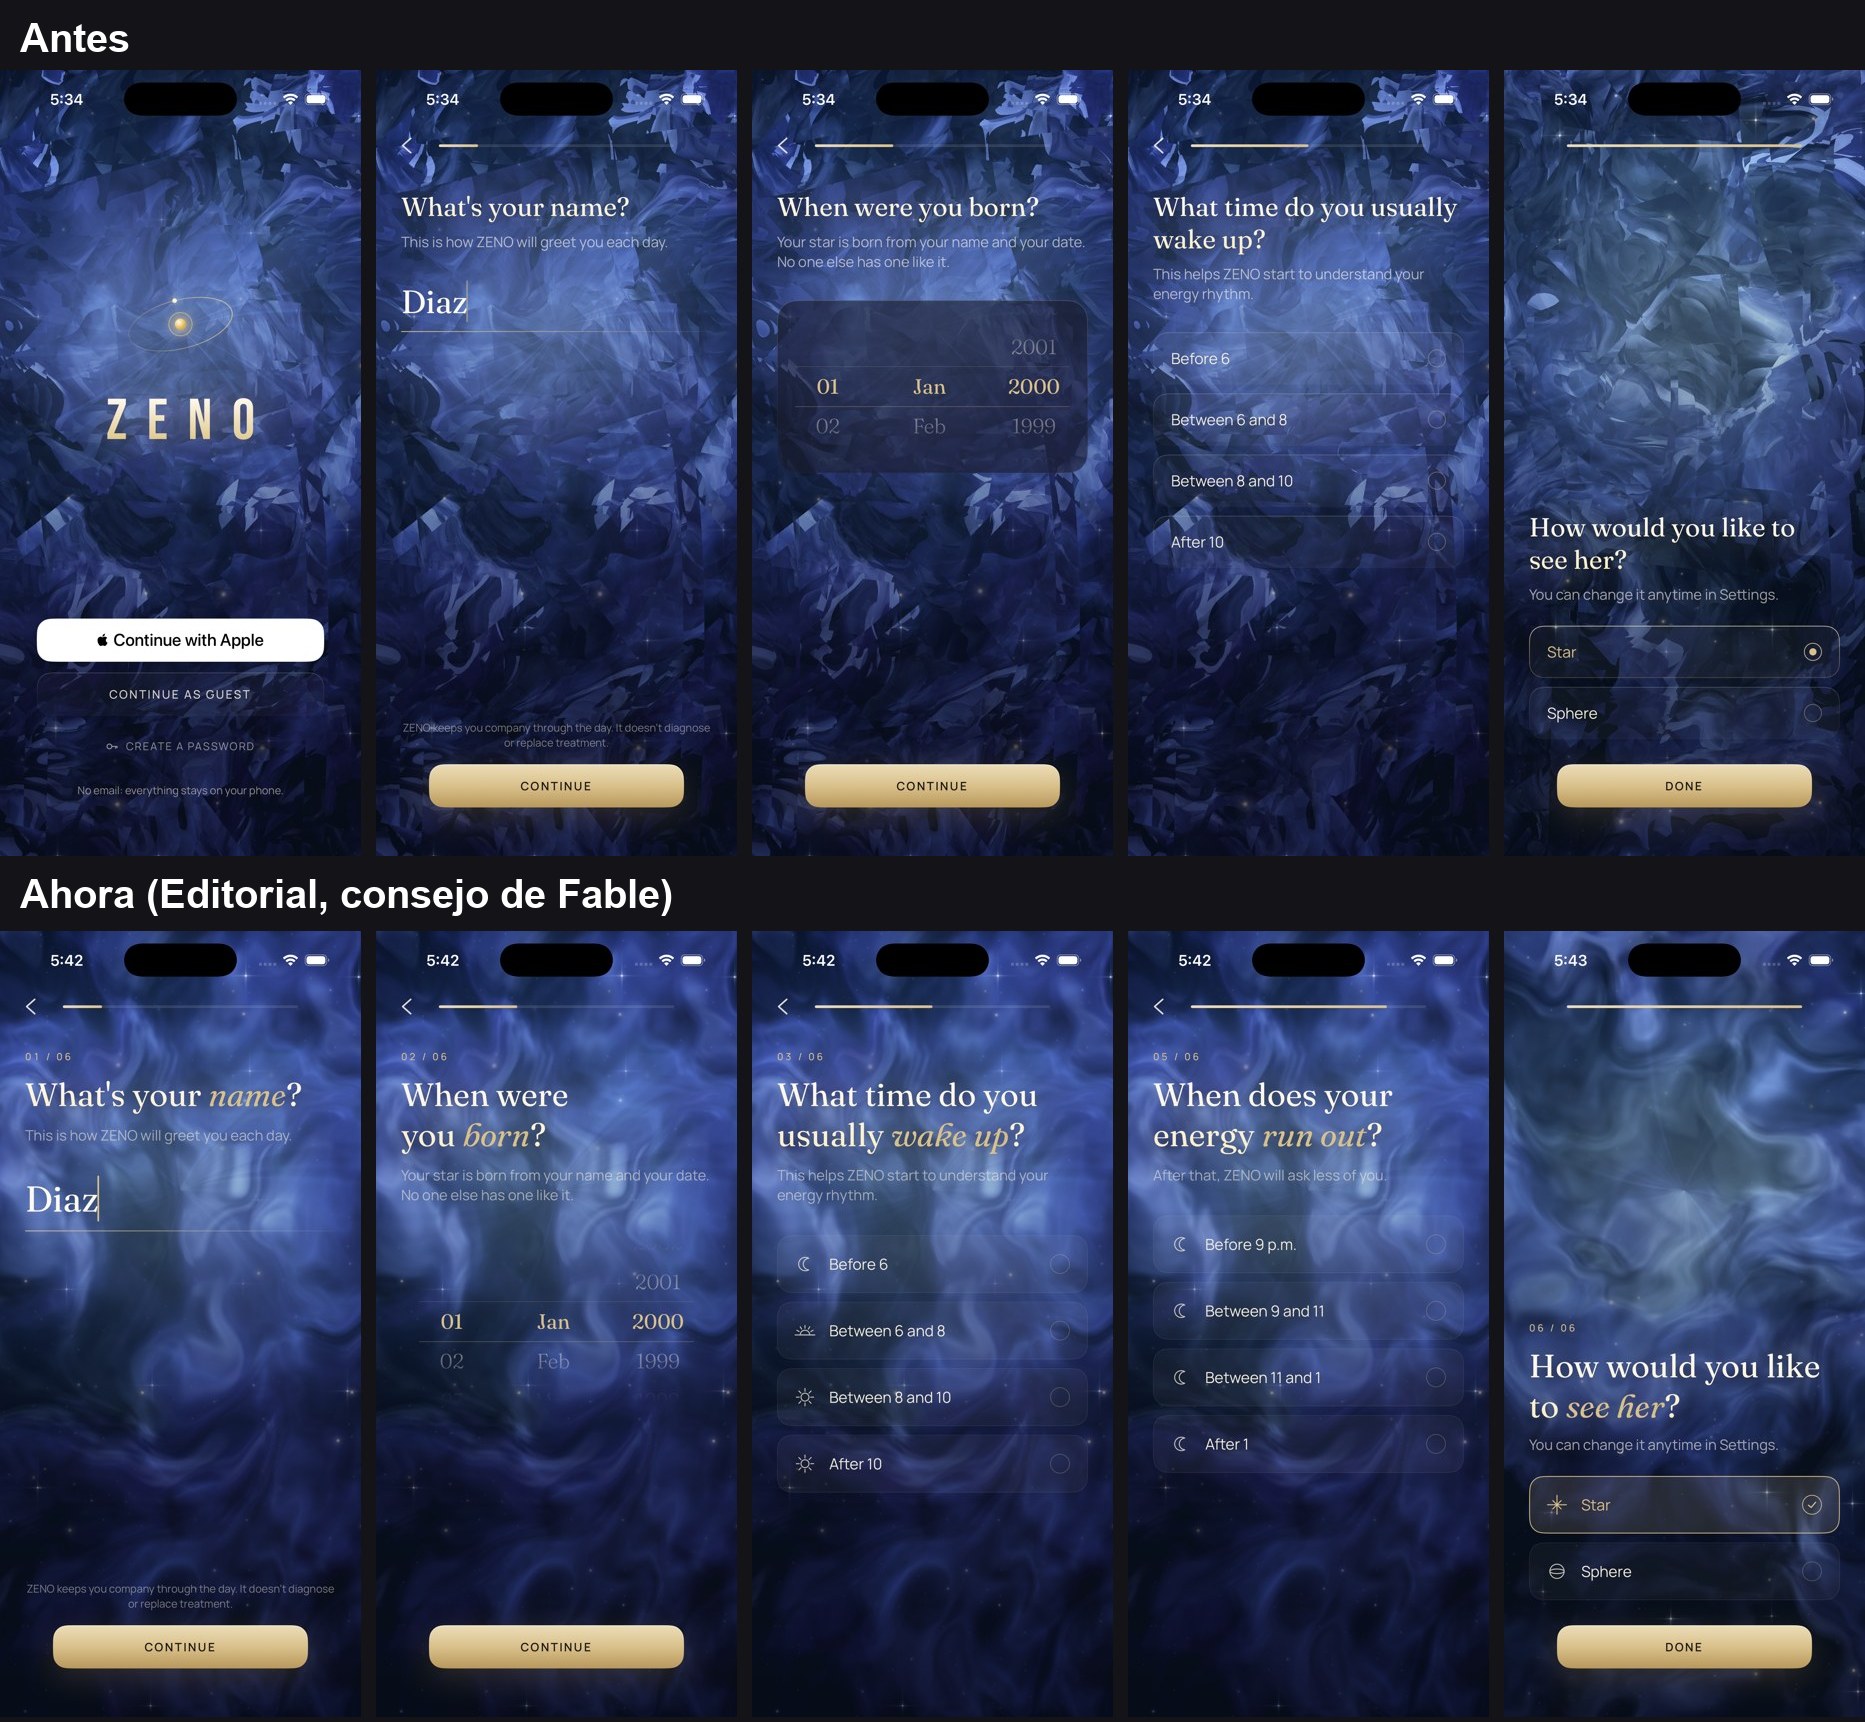 Antes
5:34
ZENO
Continue with Apple
CONTINUE AS GUEST
CREATE A PASSWORD
No email: everything stays on your phone.
5:34
What's your name?
This is how ZENO will greet you each day.
Diaz
ZENO keeps you company through the day. It doesn't diagnose
or replace treatment.
CONTINUE
5:34
When were you born?
Your star is born from your name and your date.
No one else has one like it.
2001
01 Jan 2000
02 Feb 1999
CONTINUE
5:34
What time do you usually
wake up?
This helps ZENO start to understand your
energy rhythm.
Before 6
Between 6 and 8
Between 8 and 10
After 10
5:34
How would you like to
see her?
You can change it anytime in Settings.
Star
Sphere
DONE
Ahora (Editorial, consejo de Fable)
5:42
01 / 06
What's your name?
This is how ZENO will greet you each day.
Diaz
ZENO keeps you company through the day. It doesn't diagnose
or replace treatment.
CONTINUE
5:42
02 / 06
When were
you born?
Your star is born from your name and your date.
No one else has one like it.
2001
01 Jan 2000
02 Feb 1999
CONTINUE
5:42
03 / 06
What time do you
usually wake up?
This helps ZENO start to understand your
energy rhythm.
Before 6
Between 6 and 8
Between 8 and 10
After 10
5:42
05 / 06
When does your
energy run out?
After that, ZENO will ask less of you.
Before 9 p.m.
Between 9 and 11
Between 11 and 1
After 1
5:43
06 / 06
How would you like
to see her?
You can change it anytime in Settings.
Star
Sphere
DONE